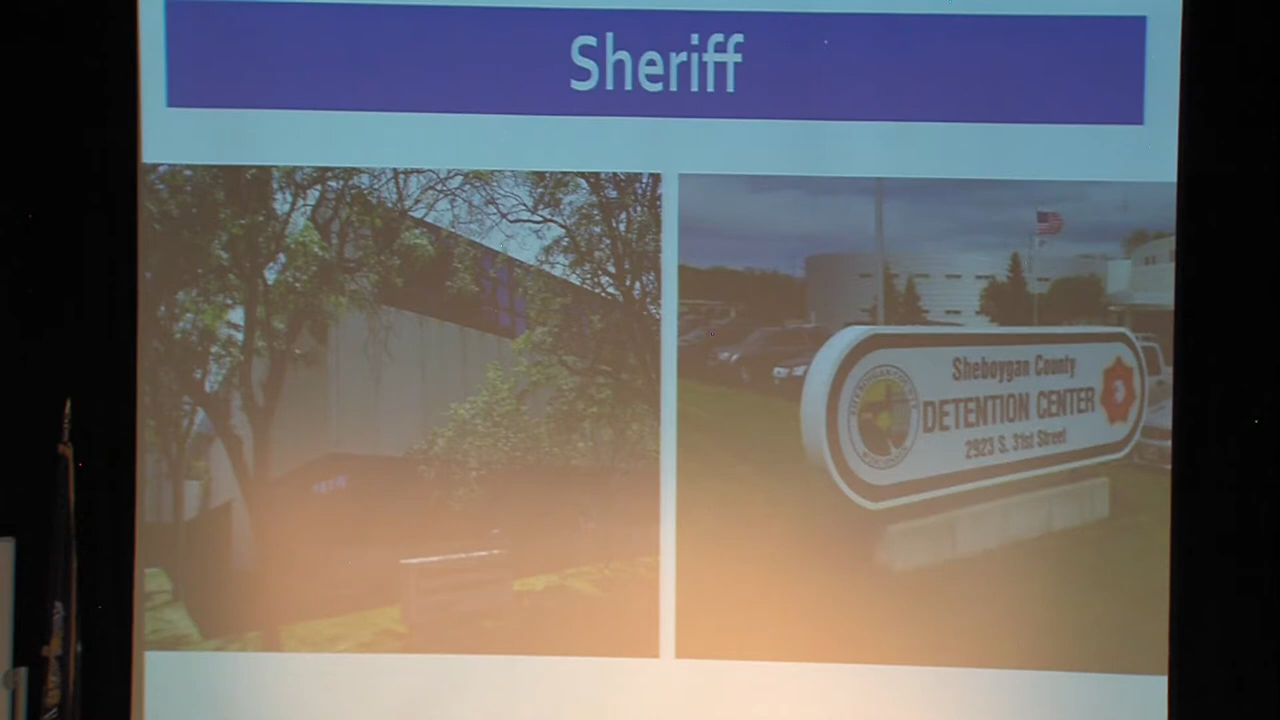 Sheriff
Sheboygan County
DETENTION CENTER
2923 S. 31st Street